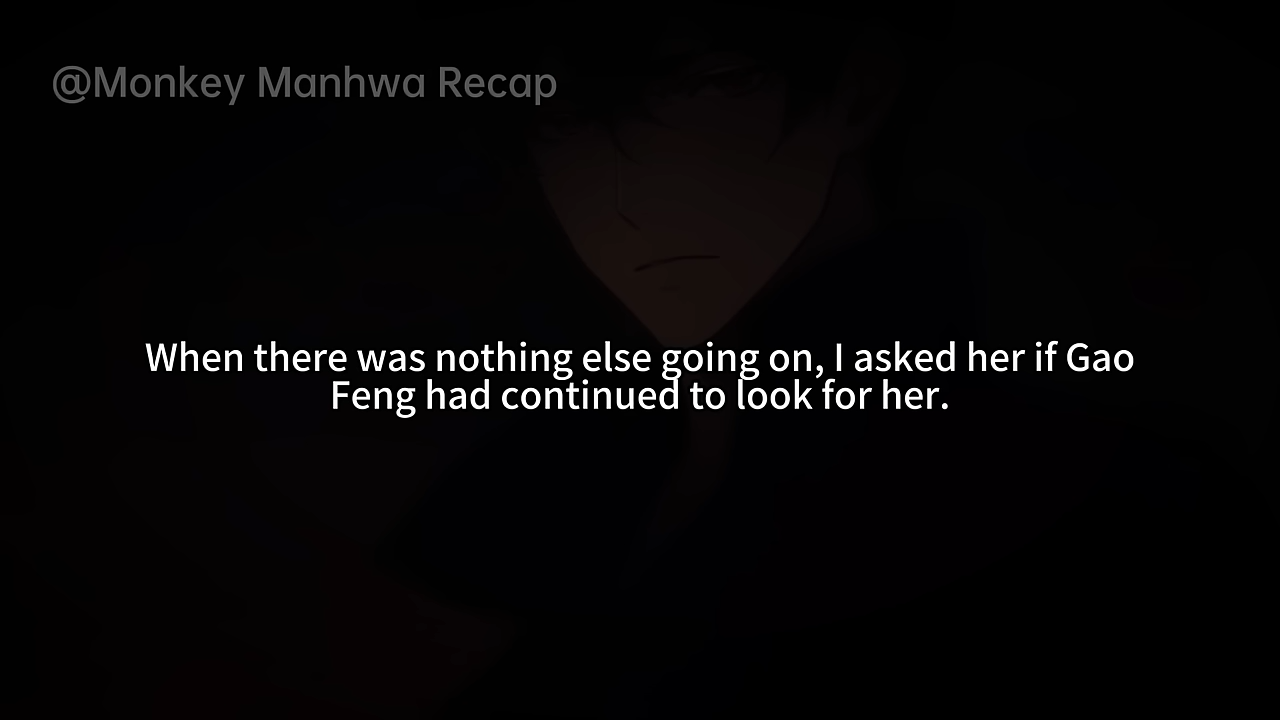 @Monkey Manhwa Recap
When there was nothing else going on, I asked her if Gao
Feng had continued to look for her.